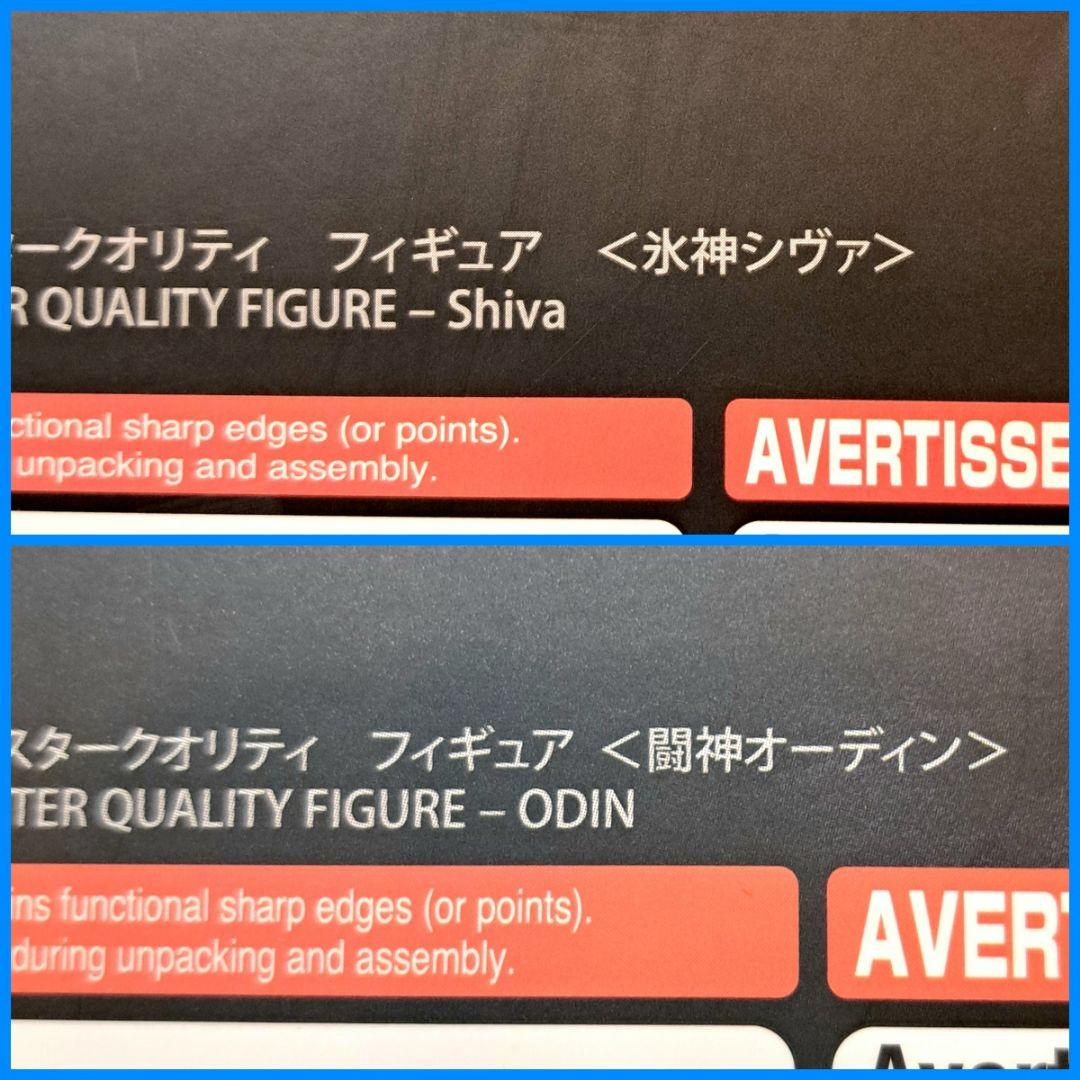 タークオリティ　フィギュア　＜氷神シヴァ＞
R QUALITY FIGURE – Shiva
ctional sharp edges (or points).
unpacking and assembly.
AVERTISSE
スタークオリティ　フィギュア ＜闘神オーディン＞
TER QUALITY FIGURE – ODIN
ins functional sharp edges (or points).
during unpacking and assembly.
AVER